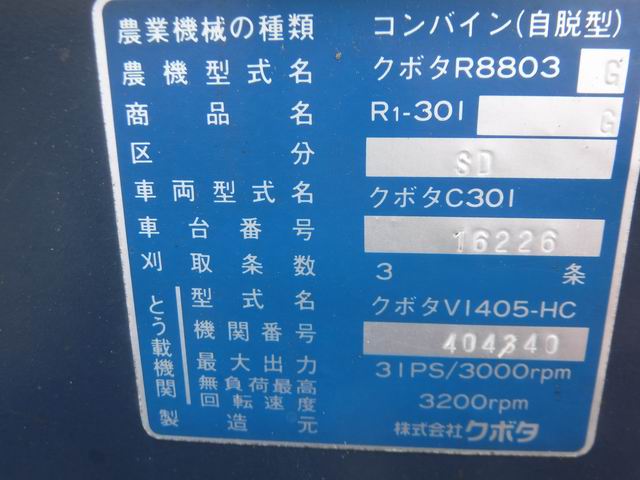 農業機械の種類 コンバイン(自脱型)
農機型式名 クボタR8803 G
商品名 R1-301 G
区分 SD
車両型式名 クボタC301
車台番号 16226
刈取条数 3条
とう載機関
型式名 クボタV1405-HC
機関番号 404340
最大出力 31PS/3000rpm
無負荷最高回転速度 3200rpm
製造元 株式会社クボタ